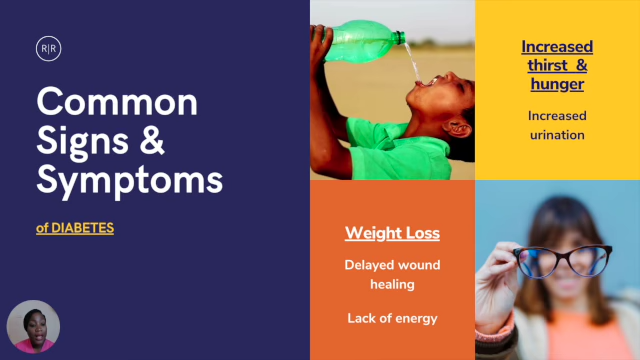 R|R
Common
Signs &
Symptoms
of DIABETES
Increased
thirst & 
hunger
Increased
urination
Weight Loss
Delayed wound
healing
Lack of energy